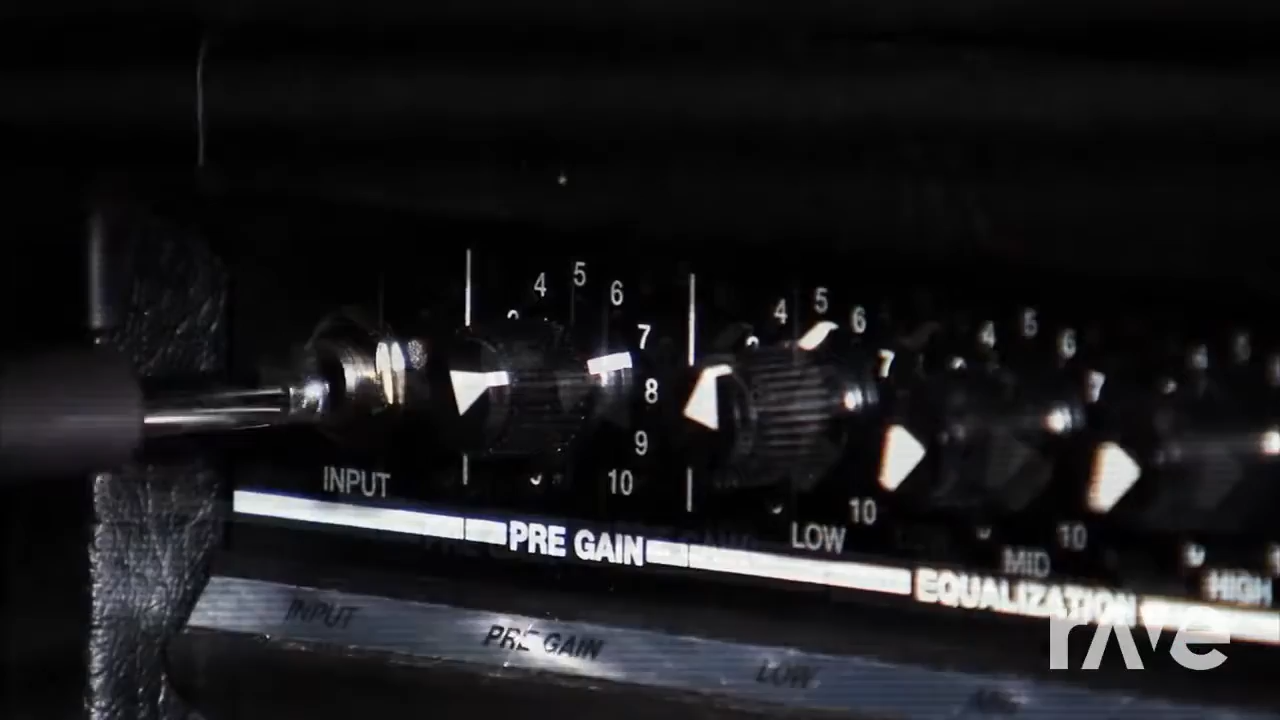 4 5 6 7 8 9 10
4 5 6 7 10
4 5 6 7 10
INPUT
PRE GAIN
LOW
MID
HIGH
EQUALIZATION
INPUT
PRE GAIN
LOW
MID
rAVe